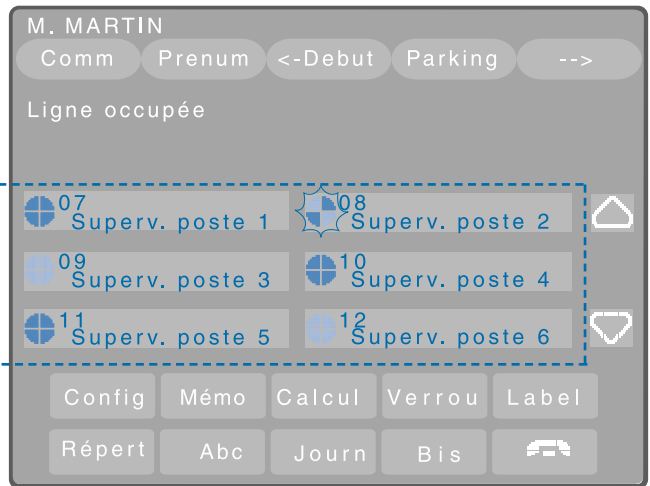 M. MARTIN
Comm Prenum <-Debut Parking -->
Ligne occupée
07 08
Superv. poste 1 Superv. poste 2
09 10
Superv. poste 3 Superv. poste 4
11 12
Superv. poste 5 Superv. poste 6
Config Mémo Calcul Verrou Label
Répert Abc Journ Bis